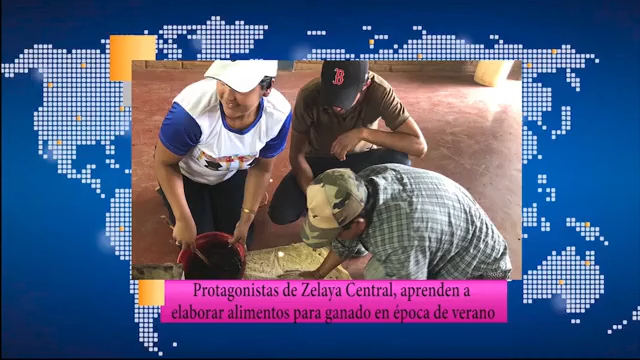 B
Protagonistas de Zelaya Central, aprenden a
elaborar alimentos para ganado en época de verano